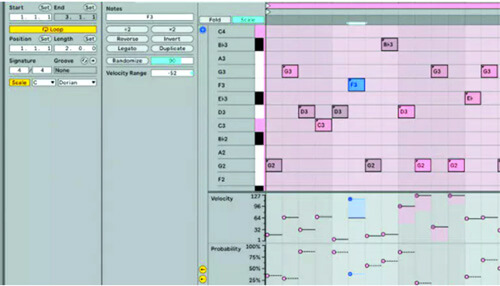 Start Set End Set
1. 1. 1 3. 1. 1
Loop
Position Set Length Set
1. 1. 1 2. 0. 0
Signature Groove
4 / 4 None
Scale C Dorian
Notes
F3
÷2 ×2
Reverse Invert
Legato Duplicate
Randomize
Velocity Range -52
Fold Scale
C4
B♭3
A3
G3
F3
E♭3
D3
C3
B♭2
A2
G2
F2
B♭3
G3 G3 G3
F3
E♭
D3 D3 D3
C3
G2 G2 G2 G2 G2
Velocity 127
96
64
32
1
Probability 100%
75%
50%
25%